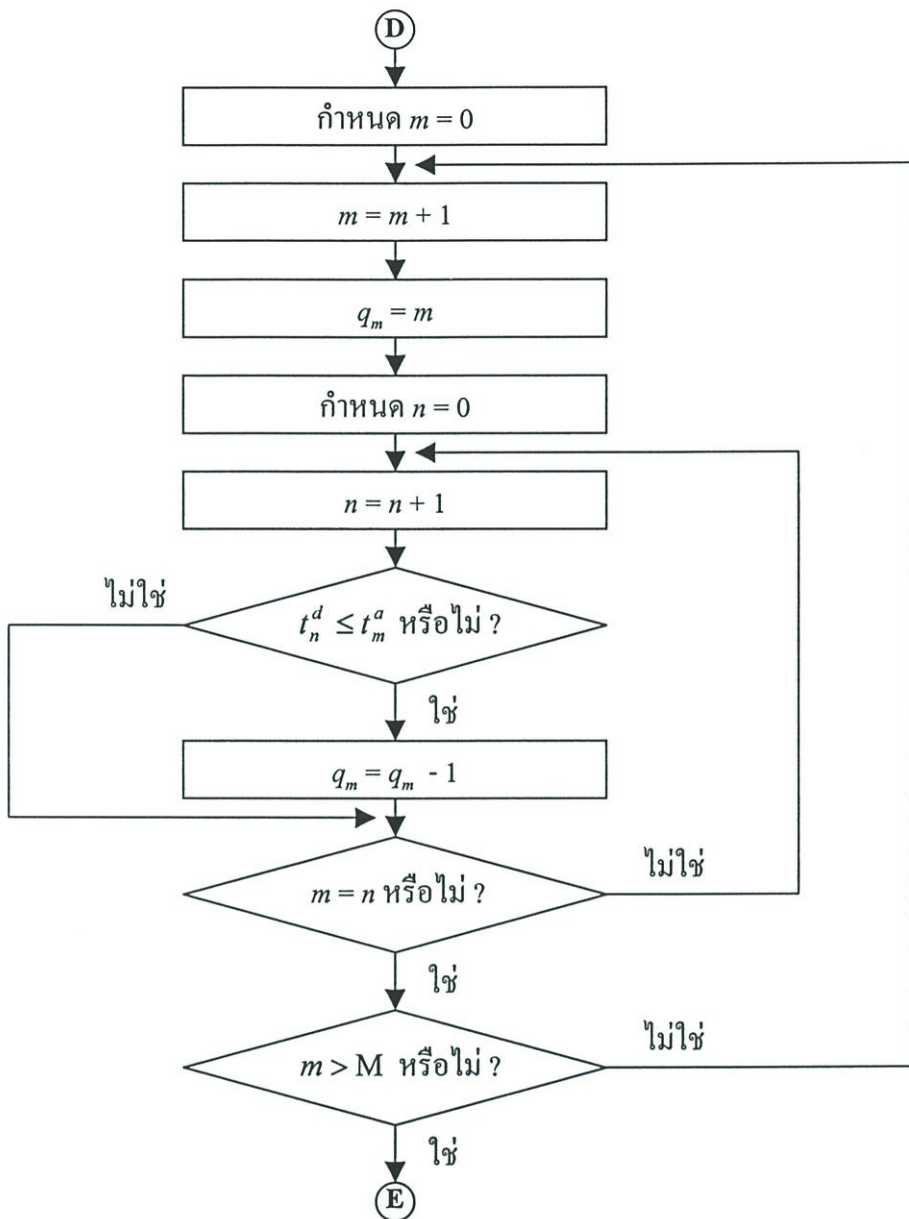 D
กำหนด m = 0
m = m + 1
q_m = m
กำหนด n = 0
n = n + 1
ไม่ใช่
t_n^d ≤ t_m^a หรือไม่ ?
ใช่
q_m = q_m - 1
ไม่ใช่
m = n หรือไม่ ?
ใช่
ไม่ใช่
m > M หรือไม่ ?
ใช่
E